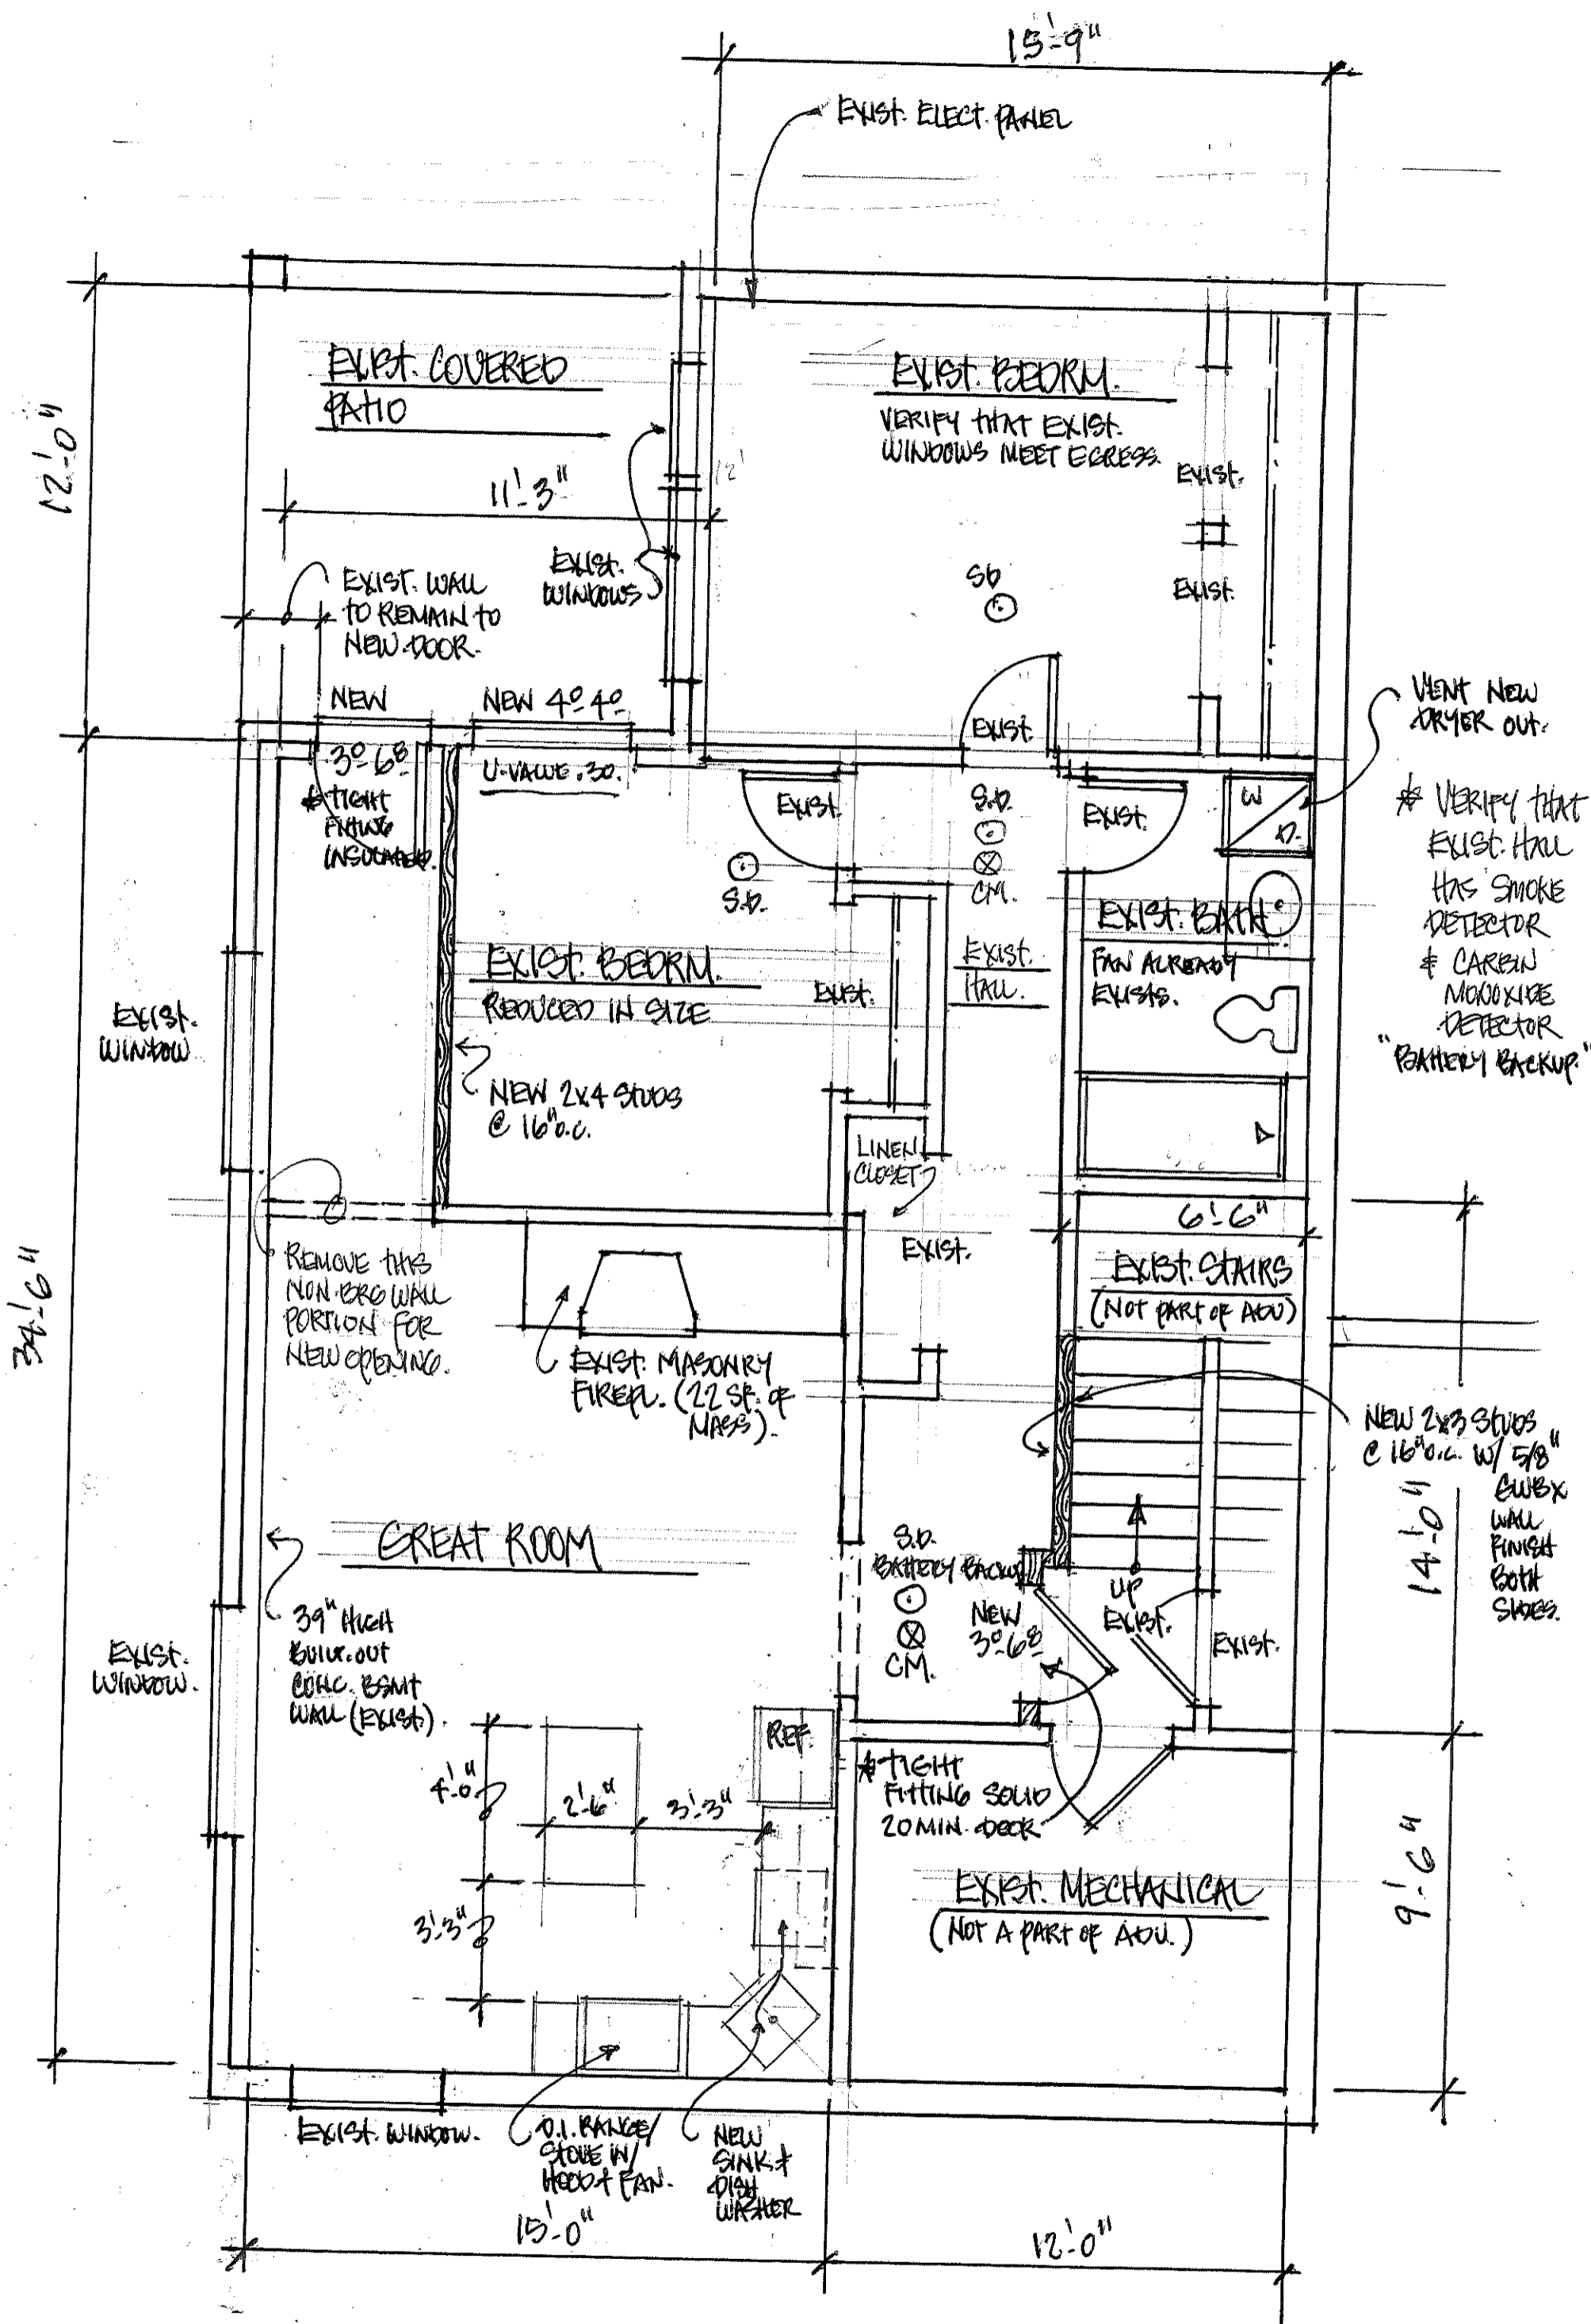 15'-9"
EXIST. ELECT. PANEL
EXIST. COVERED
PATIO
EXIST. BEDRM.
VERIFY THAT EXIST.
WINDOWS MEET EGRESS.
12'-0"
12'
11'-3"
EXIST.
EXIST.
WINDOWS
EXIST. WALL
TO REMAIN TO
NEW DOOR.
SD
EXIST.
NEW
NEW 4⁰ 4⁰
EXIST.
VENT NEW
DRYER OUT.
3⁰ 6⁸
U-VALUE .30.
* TIGHT
FITTING
INSULATED.
EXIST.
S.D.
CM.
EXIST.
W
D.
* VERIFY THAT
EXIST. HALL
HAS SMOKE
DETECTOR
& CARBIN
MONOXIDE
DETECTOR
"BATTERY BACKUP."
S.D.
EXIST. BATH
FAN ALREADY
EXISTS.
EXIST. BEDRM.
REDUCED IN SIZE
EXIST.
EXIST.
HALL.
EXIST.
WINDOW
NEW 2x4 STUDS
@ 16" O.C.
LINEN
CLOSET
6'-6"
EXIST.
EXIST. STAIRS
(NOT PART OF ADU)
34'-6"
REMOVE THIS
NON-BRG WALL
PORTION FOR
NEW OPENING.
EXIST. MASONRY
FIREPL. (22 SF. OF
MASS).
NEW 2x3 STUDS
@ 16" O.C. W/ 5/8"
GWBX
WALL
FINISH
BOTH
SIDES.
14'-0"
GREAT ROOM
S.D.
BATTERY BACKUP
CM.
NEW
3⁰ 6⁸
UP
EXIST.
EXIST.
39" HIGH
BUILT-OUT
CONC. BSMT
WALL (EXIST).
EXIST.
WINDOW.
REF.
4'-0"
2'-6"
3'-3"
* TIGHT
FITTING SOLID
20 MIN. DOOR
3'-3"
EXIST. MECHANICAL
(NOT A PART OF ADU.)
9'-6"
EXIST. WINDOW.
D.I. RANGE/
STOVE W/
HOOD & FAN.
NEW
SINK &
DISH
WASHER
15'-0"
12'-0"